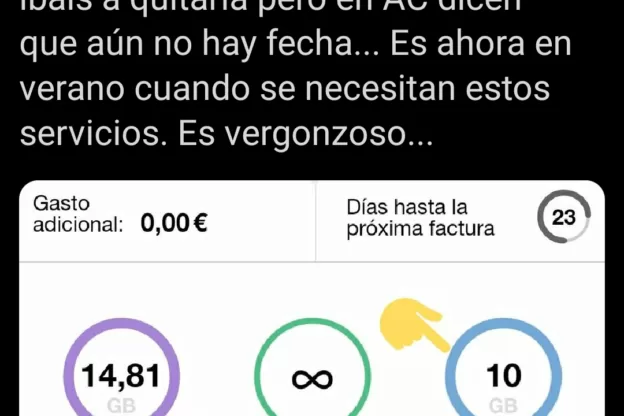 ibais a quitarla pero en AC dicen
que aún no hay fecha... Es ahora en
verano cuando se necesitan estos
servicios. Es vergonzoso...
Gasto
adicional: 0,00 €
Días hasta la
próxima factura
23
14,81
GB
∞
10
GB